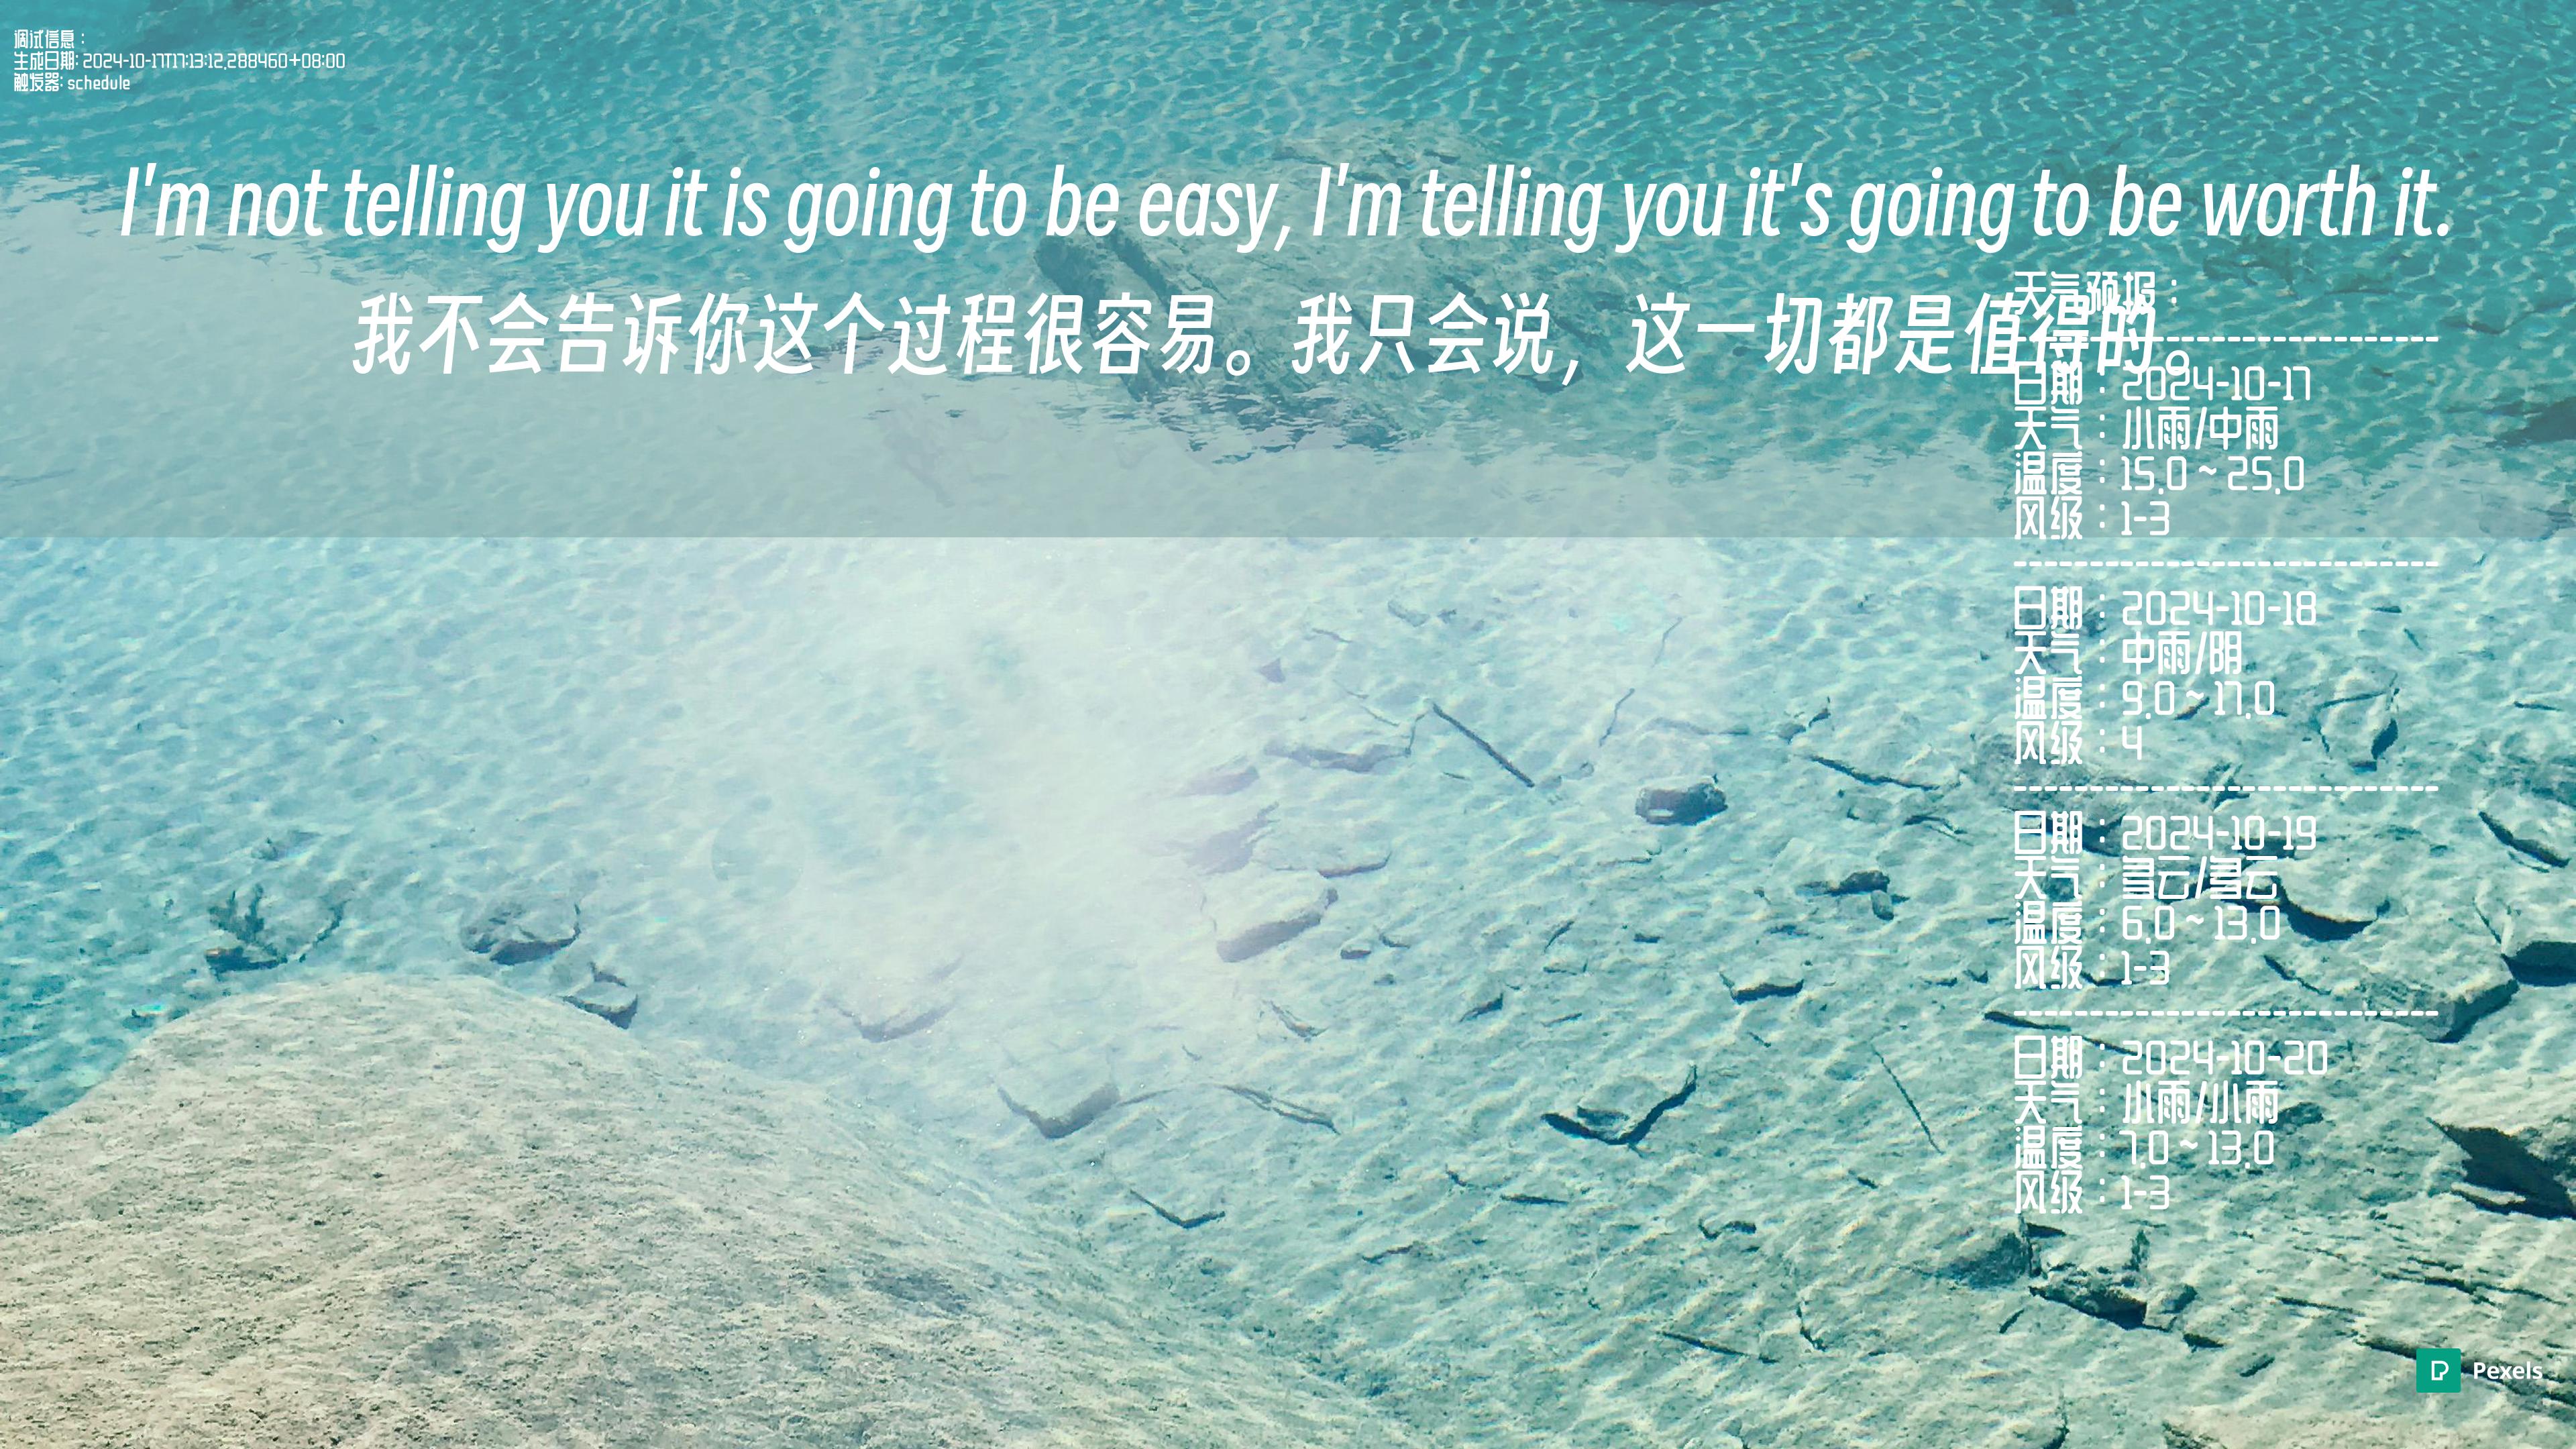 调试信息：
生成日期: 2024-10-17T17:13:12.288460+08:00
触发器: schedule
I'm not telling you it is going to be easy, I'm telling you it's going to be worth it.
我不会告诉你这个过程很容易。我只会说，这一切都是值得的。
天气预报：
----------------------------
日期：2024-10-17
天气：小雨/中雨
温度：15.0 ~ 25.0
风级：1-3
----------------------------
日期：2024-10-18
天气：中雨/阴
温度：9.0 ~ 17.0
风级：4
----------------------------
日期：2024-10-19
天气：多云/多云
温度：6.0 ~ 13.0
风级：1-3
----------------------------
日期：2024-10-20
天气：小雨/小雨
温度：7.0 ~ 13.0
风级：1-3
Pexels